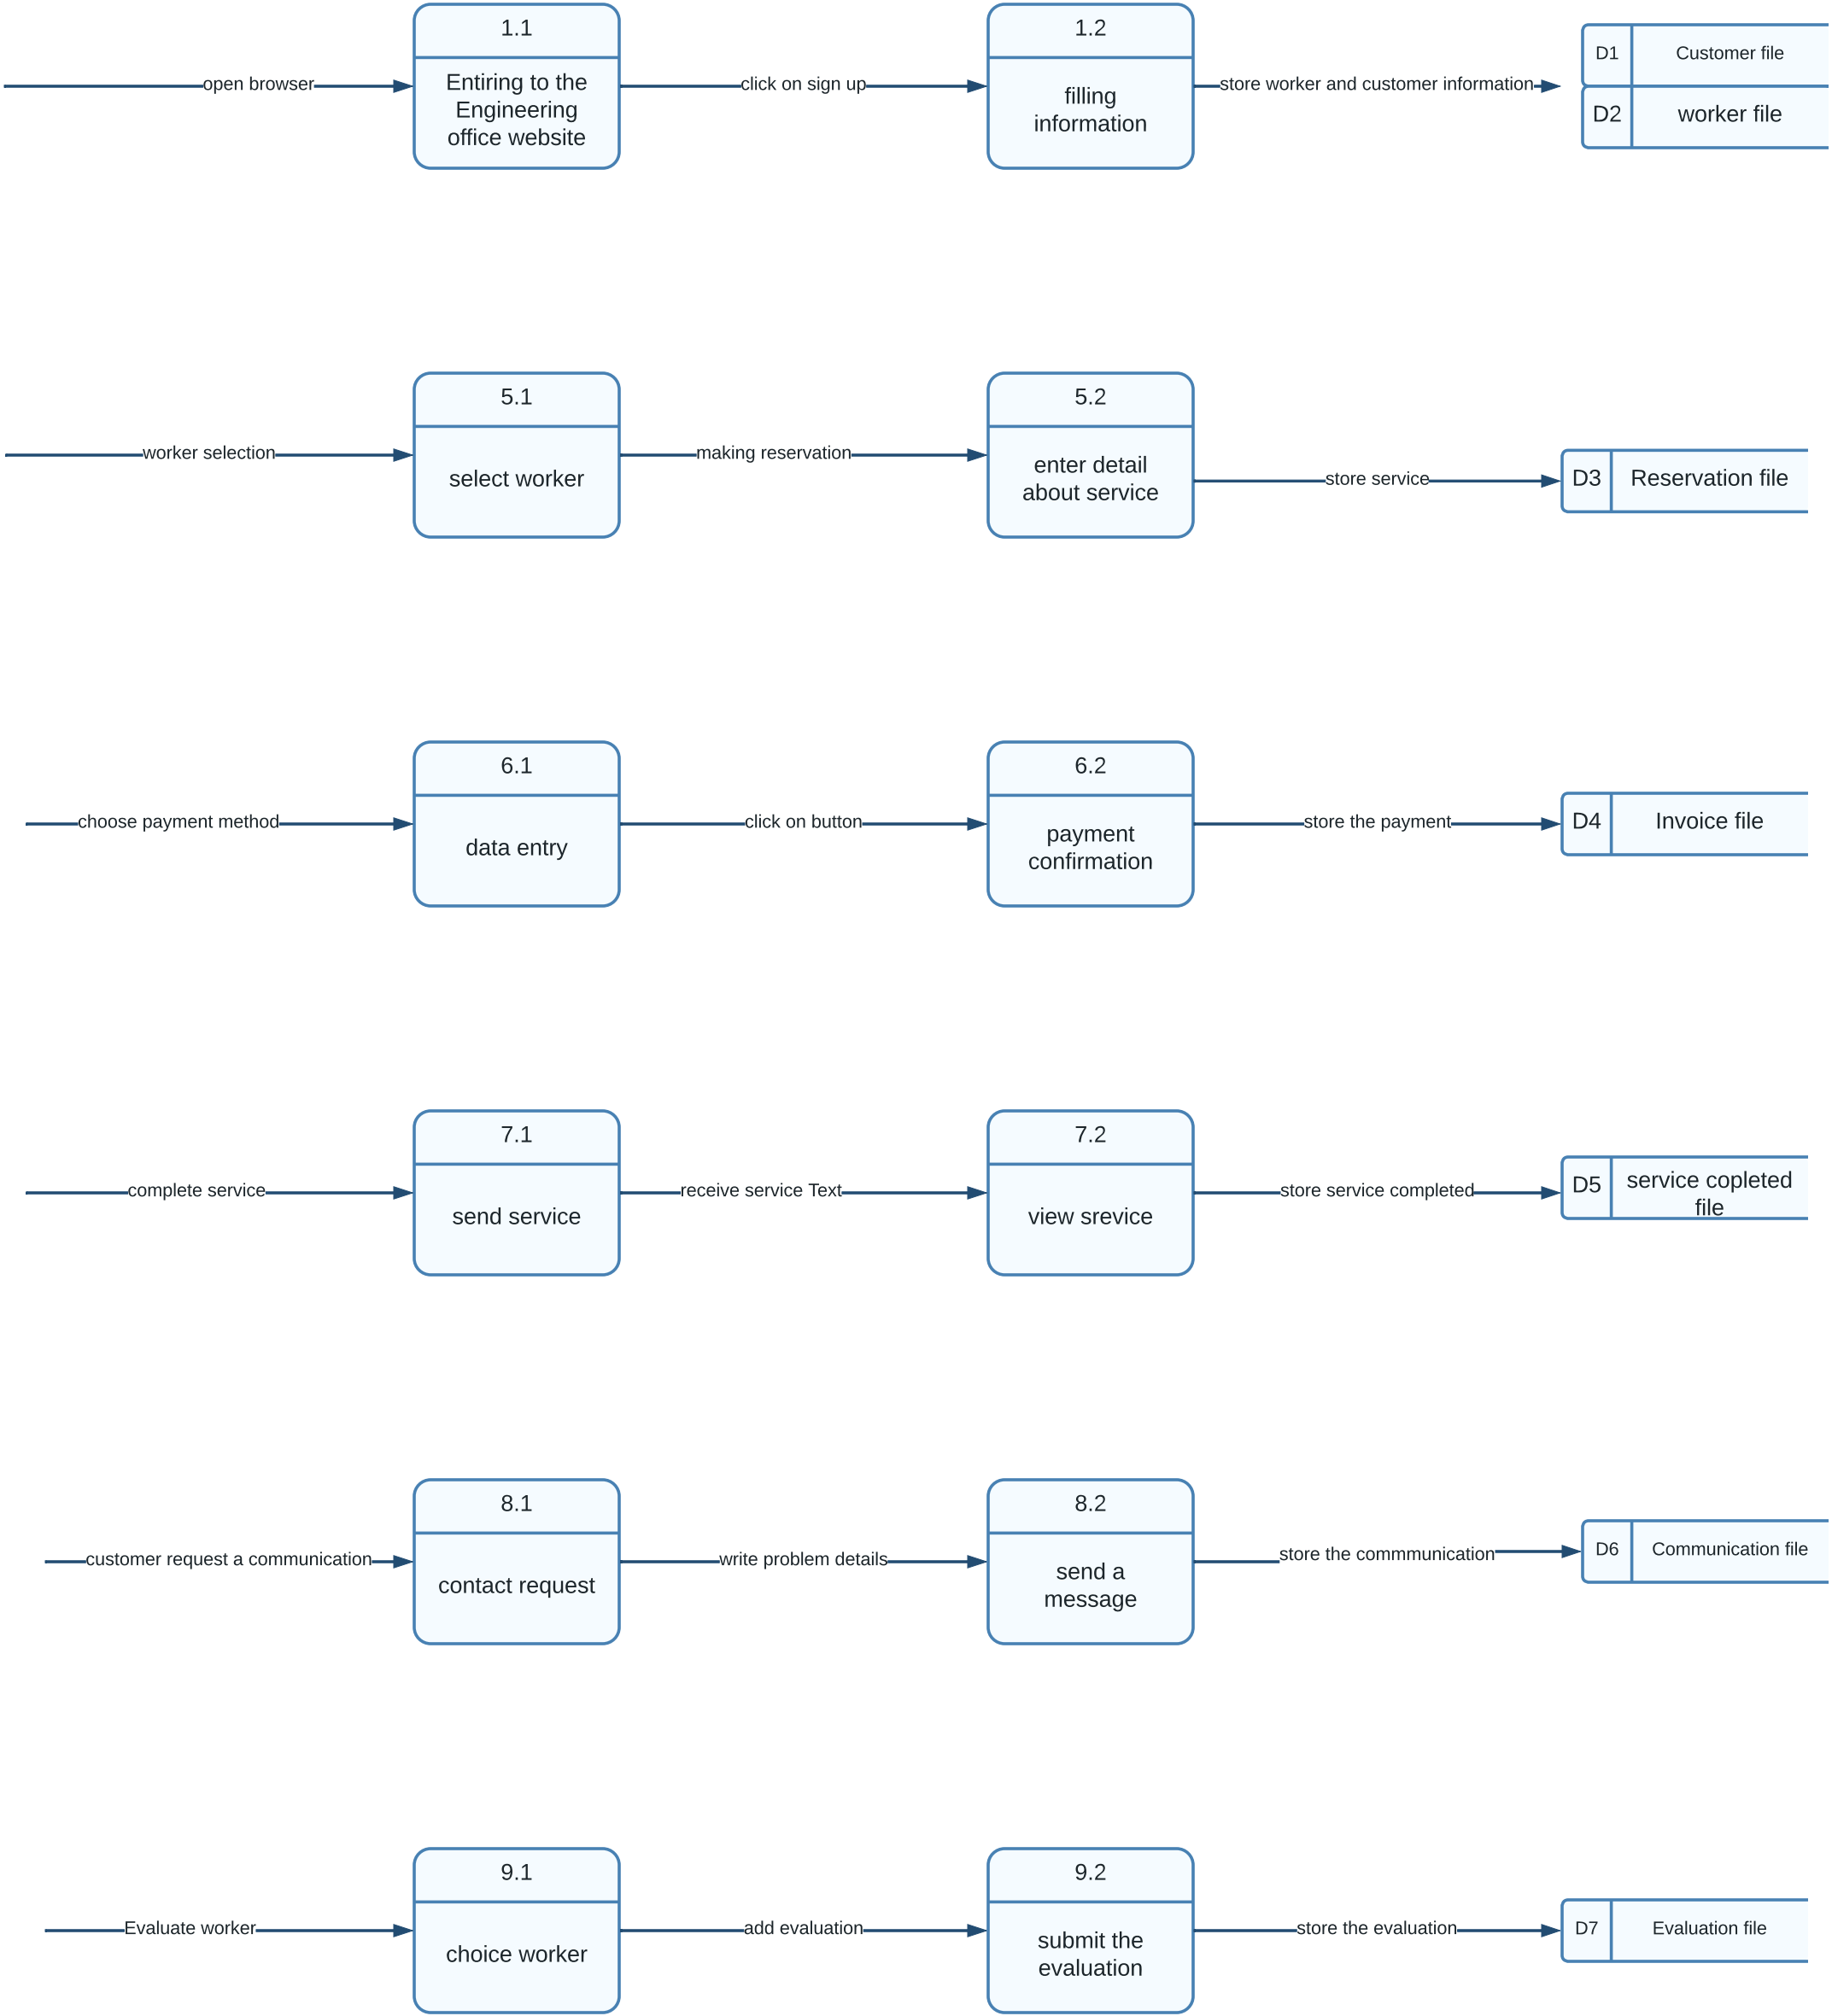 1.1
1.2
open browser
Entiring to the
Engineering
office website
click on sign up
filling
information
store worker and customer information
D1
Customer file
D2
worker file
5.1
5.2
worker selection
select worker
making reservation
enter detail
about service
store service
D3
Reservation file
6.1
6.2
choose payment method
data entry
click on button
payment
confirmation
store the payment
D4
Invoice file
7.1
7.2
complete service
send service
receive service Text
view srevice
store service completed
D5
service copleted
file
8.1
8.2
customer request a communication
contact request
write problem details
send a
message
store the commmunication
D6
Communication file
9.1
9.2
Evaluate worker
choice worker
add evaluation
submit the
evaluation
store the evaluation
D7
Evaluation file